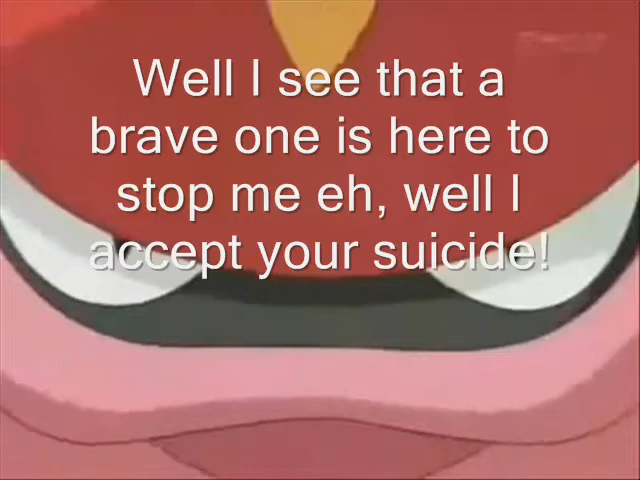 Well I see that a
brave one is here to
stop me eh, well I
accept your suicide!